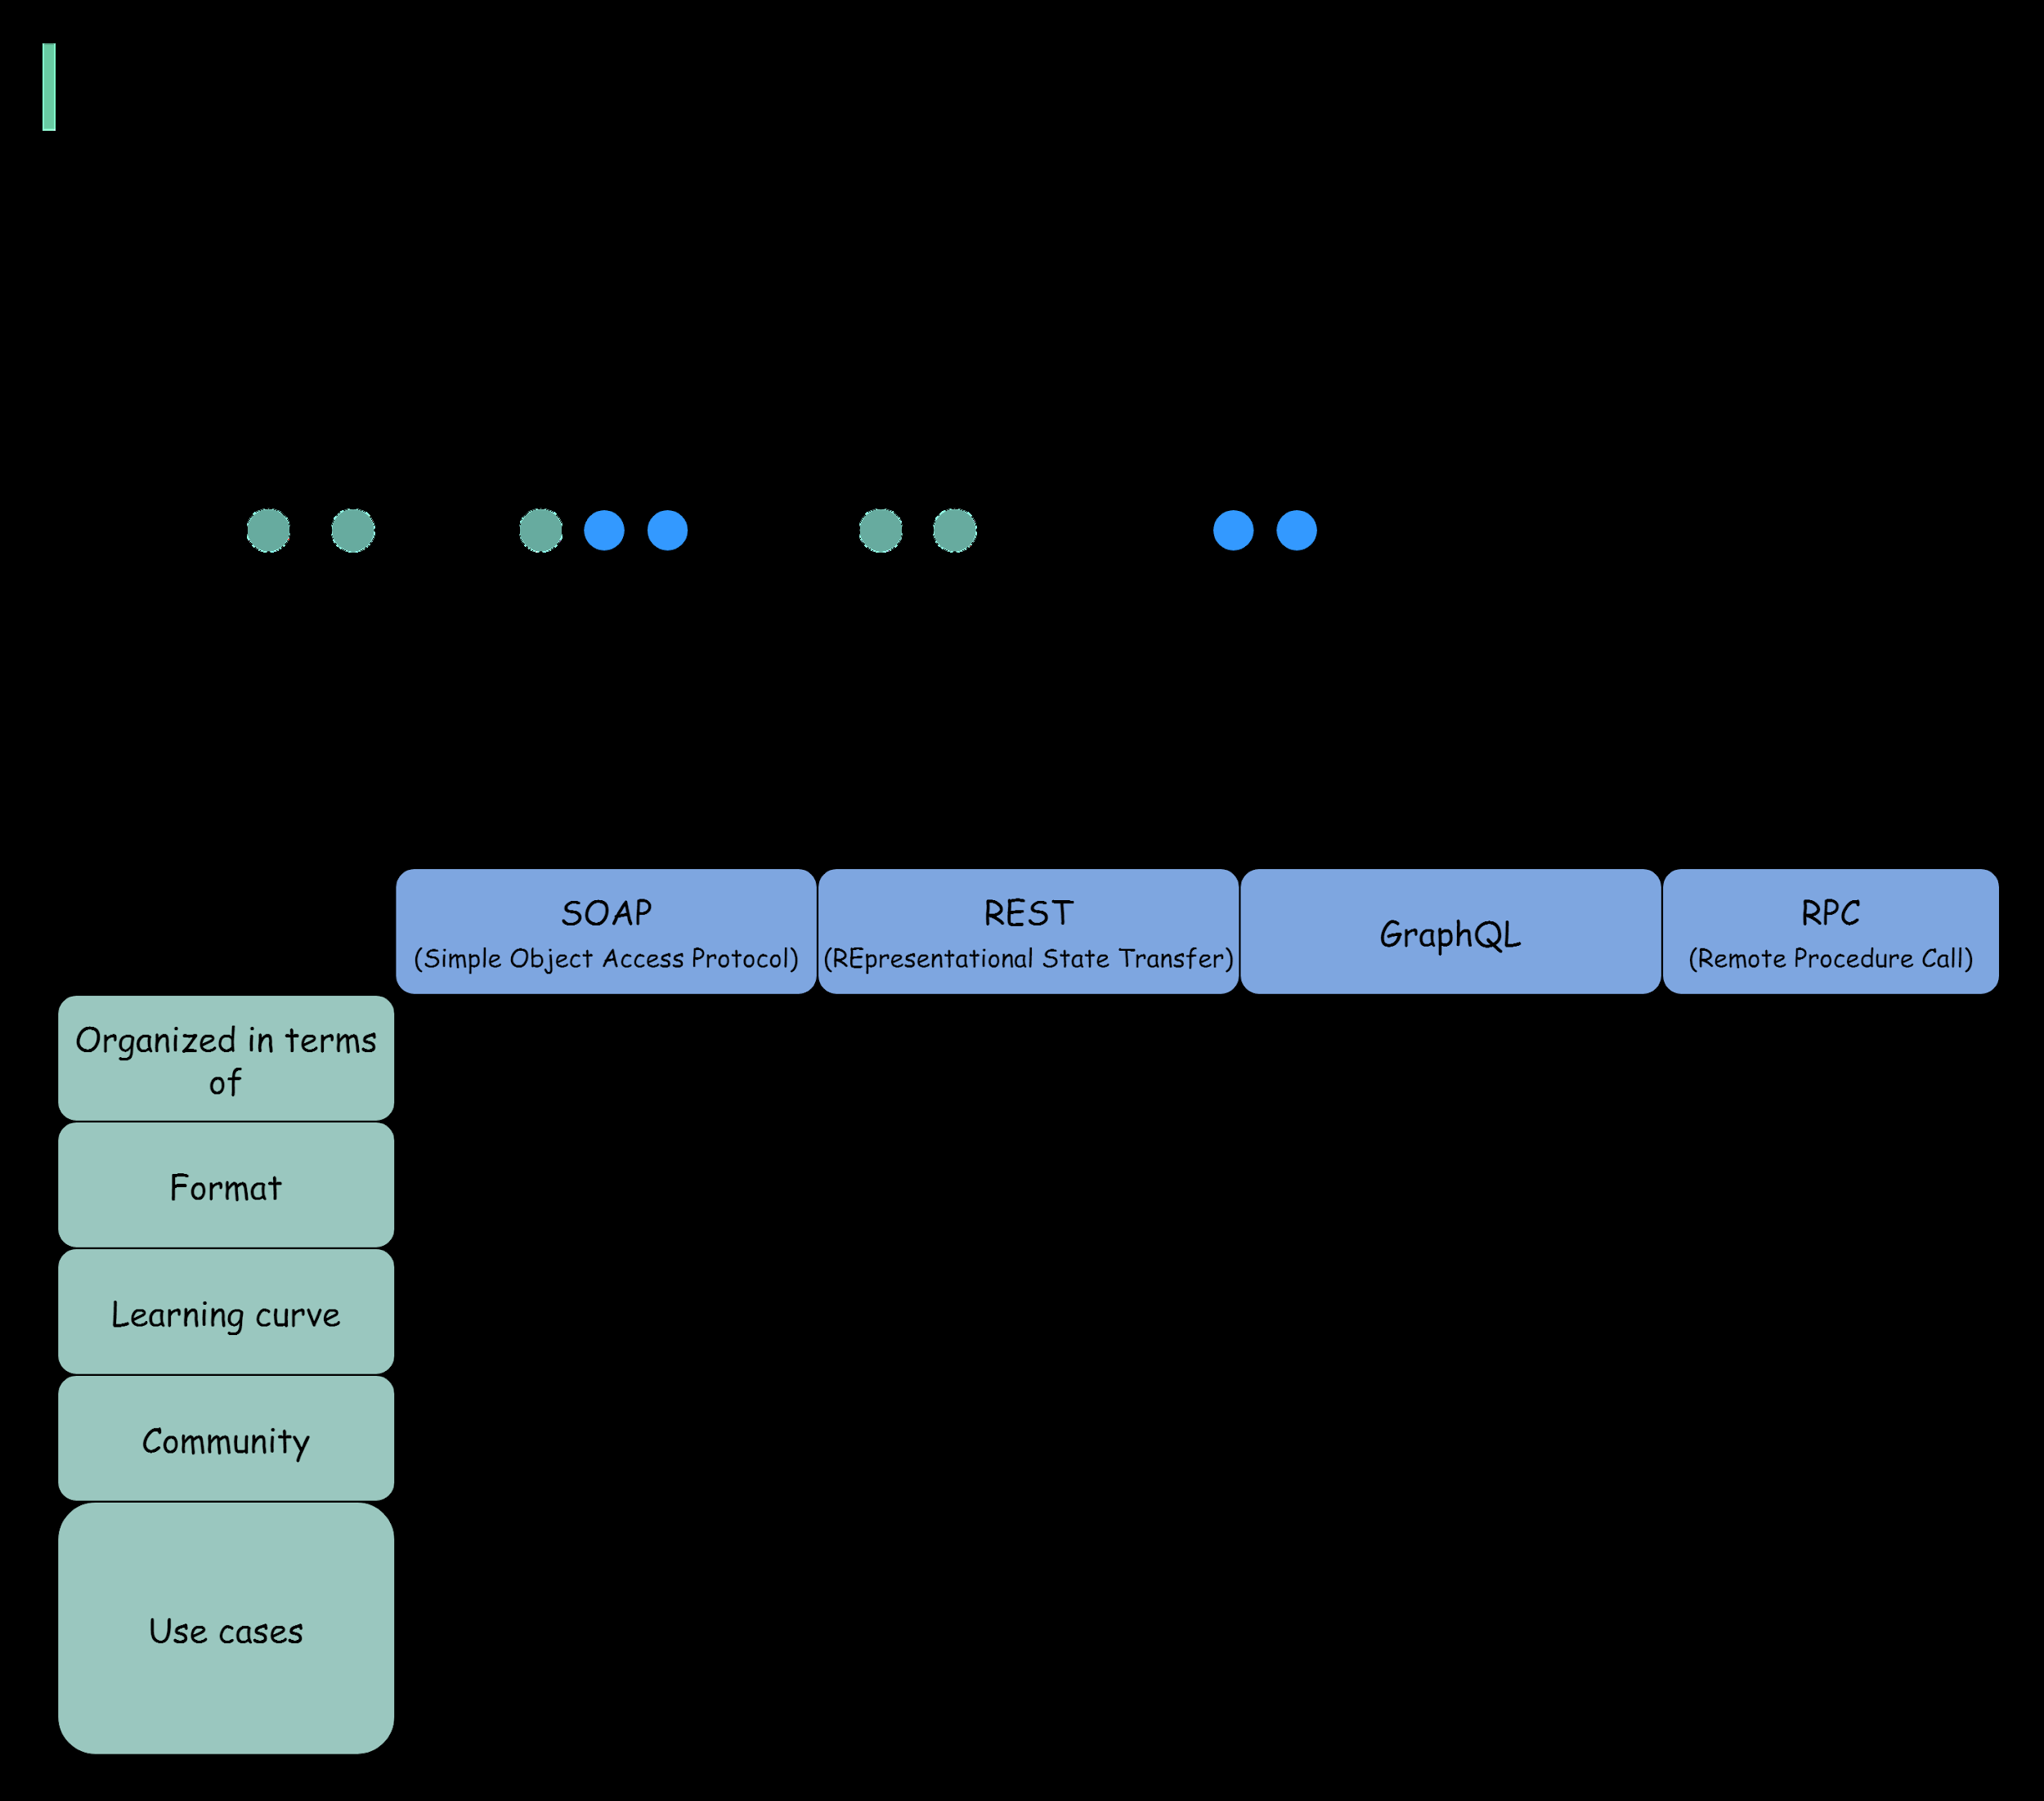 SOAP
(Simple Object Access Protocol)
REST
(REpresentational State Transfer)
GraphQL
RPC
(Remote Procedure Call)
Organized in terms
of
Format
Learning curve
Community
Use cases